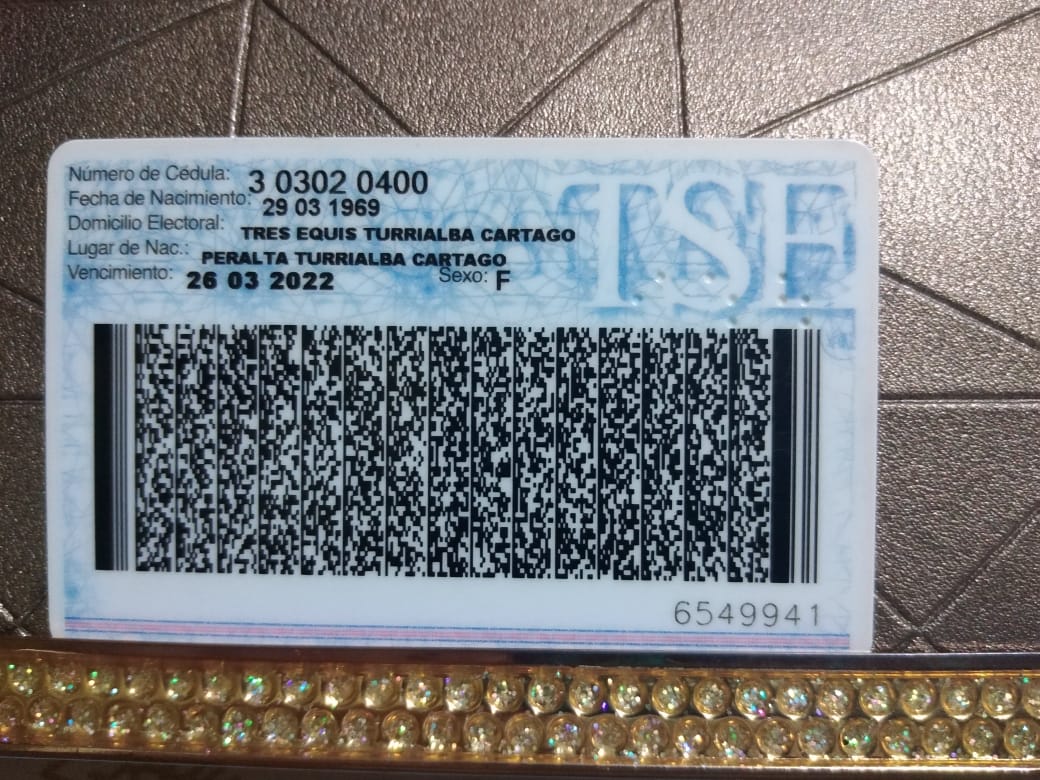 Número de Cédula: 3 0302 0400
Fecha de Nacimiento: 29 03 1969
Domicilio Electoral: TRES EQUIS TURRIALBA CARTAGO
Lugar de Nac.: PERALTA TURRIALBA CARTAGO
Vencimiento: 26 03 2022 Sexo: F
TSE
6549941